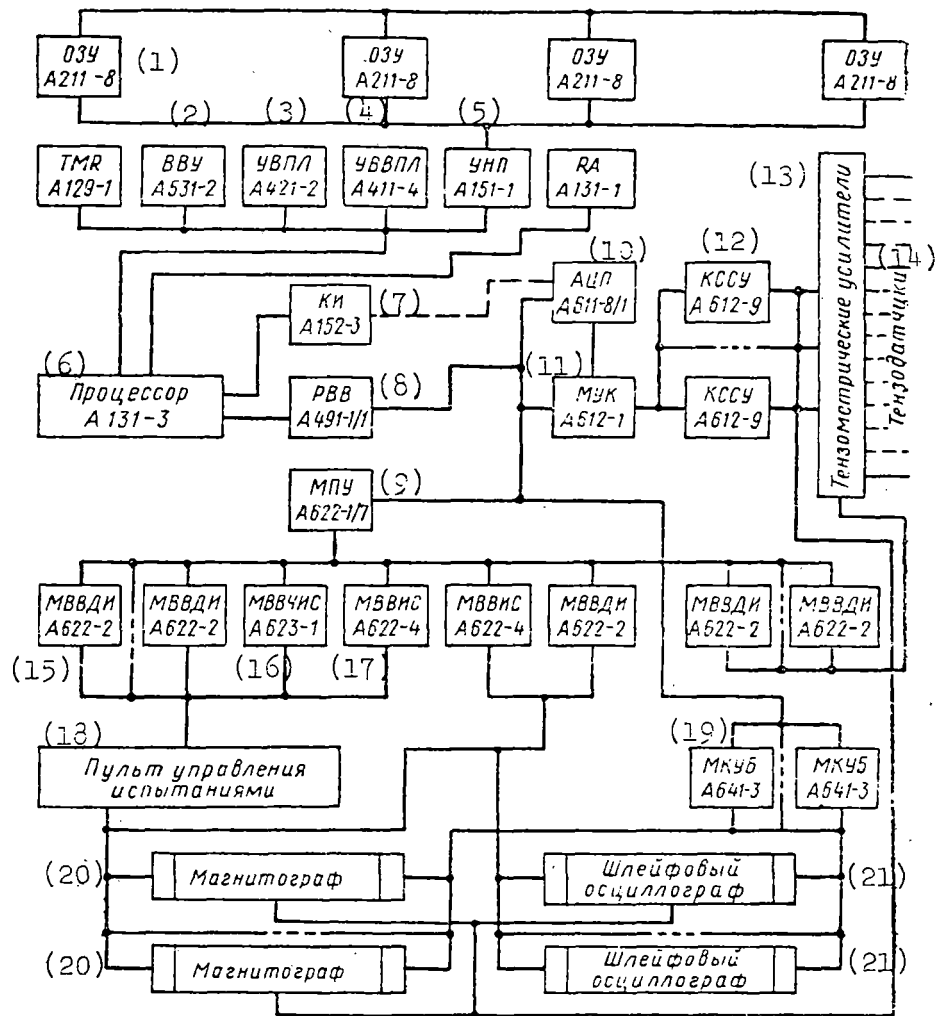 ОЗУ
А211-8
(1)
.ОЗУ
А211-8
ОЗУ
А211-8
ОЗУ
А211-8
(2)
(3)
(4)
(5)
TMR
А129-1
ВВУ
А531-2
УВПЛ
А421-2
УБВПЛ
А411-4
УНП
А151-1
RA
А131-1
(13)
Тензометрические усилители
(14)
Тензодатчики
(10)
АЦП
А611-8/1
(12)
КССУ
А612-9
КИ
А152-3
(7)
(6)
Процессор
А131-3
РВВ
А491-1/1
(8)
(11)
МУК
А612-1
КССУ
А612-9
МПУ
А622-1/7
(9)
МВВДИ
А622-2
МВВДИ
А622-2
МВВЧИС
А623-1
МВВИС
А622-4
МВВИС
А622-4
МВВДИ
А622-2
МВВДИ
А622-2
МВВДИ
А622-2
(15)
(16)
(17)
(18)
Пульт управления
испытаниями
(19)
МКУБ
А641-3
МКУБ
А641-3
(20)
Магнитограф
Шлейфовый
осциллограф
(21)
(20)
Магнитограф
Шлейфовый
осциллограф
(21)